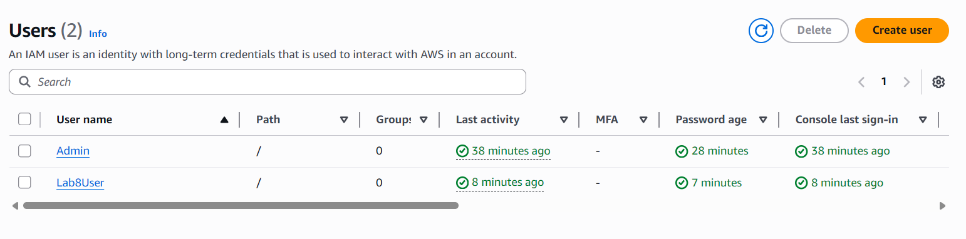 Users (2) Info
Delete
Create user
An IAM user is an identity with long-term credentials that is used to interact with AWS in an account.
Search
1
User name Path Groups Last activity MFA Password age Console last sign-in
Admin / 0 38 minutes ago - 28 minutes 38 minutes ago
Lab8User / 0 8 minutes ago - 7 minutes 8 minutes ago